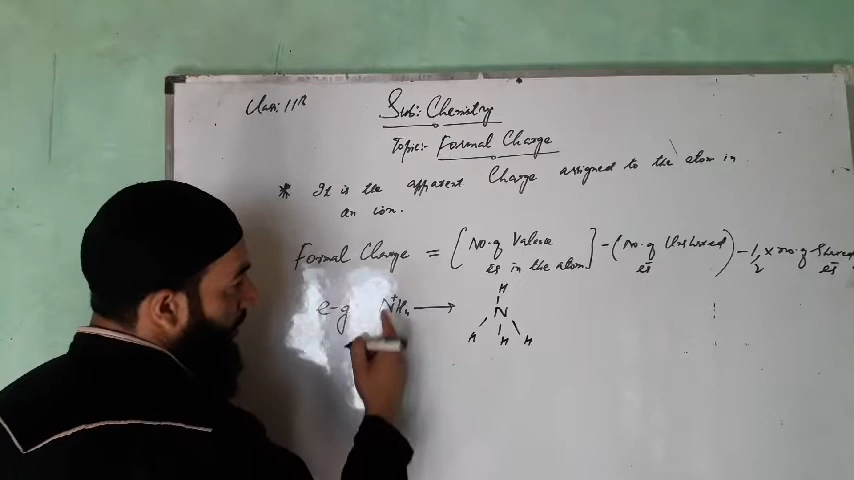 Class: 11th
Sub: Chemistry
Topic:- Formal Charge
* It is the apparent Charge assigned to the atom in
an ion.
Formal Charge = [No. of Valence es in the atom] - (No. of Unshared es) - 1/2 x no. of Shared es
e-g N+H4 → H
N
H H H